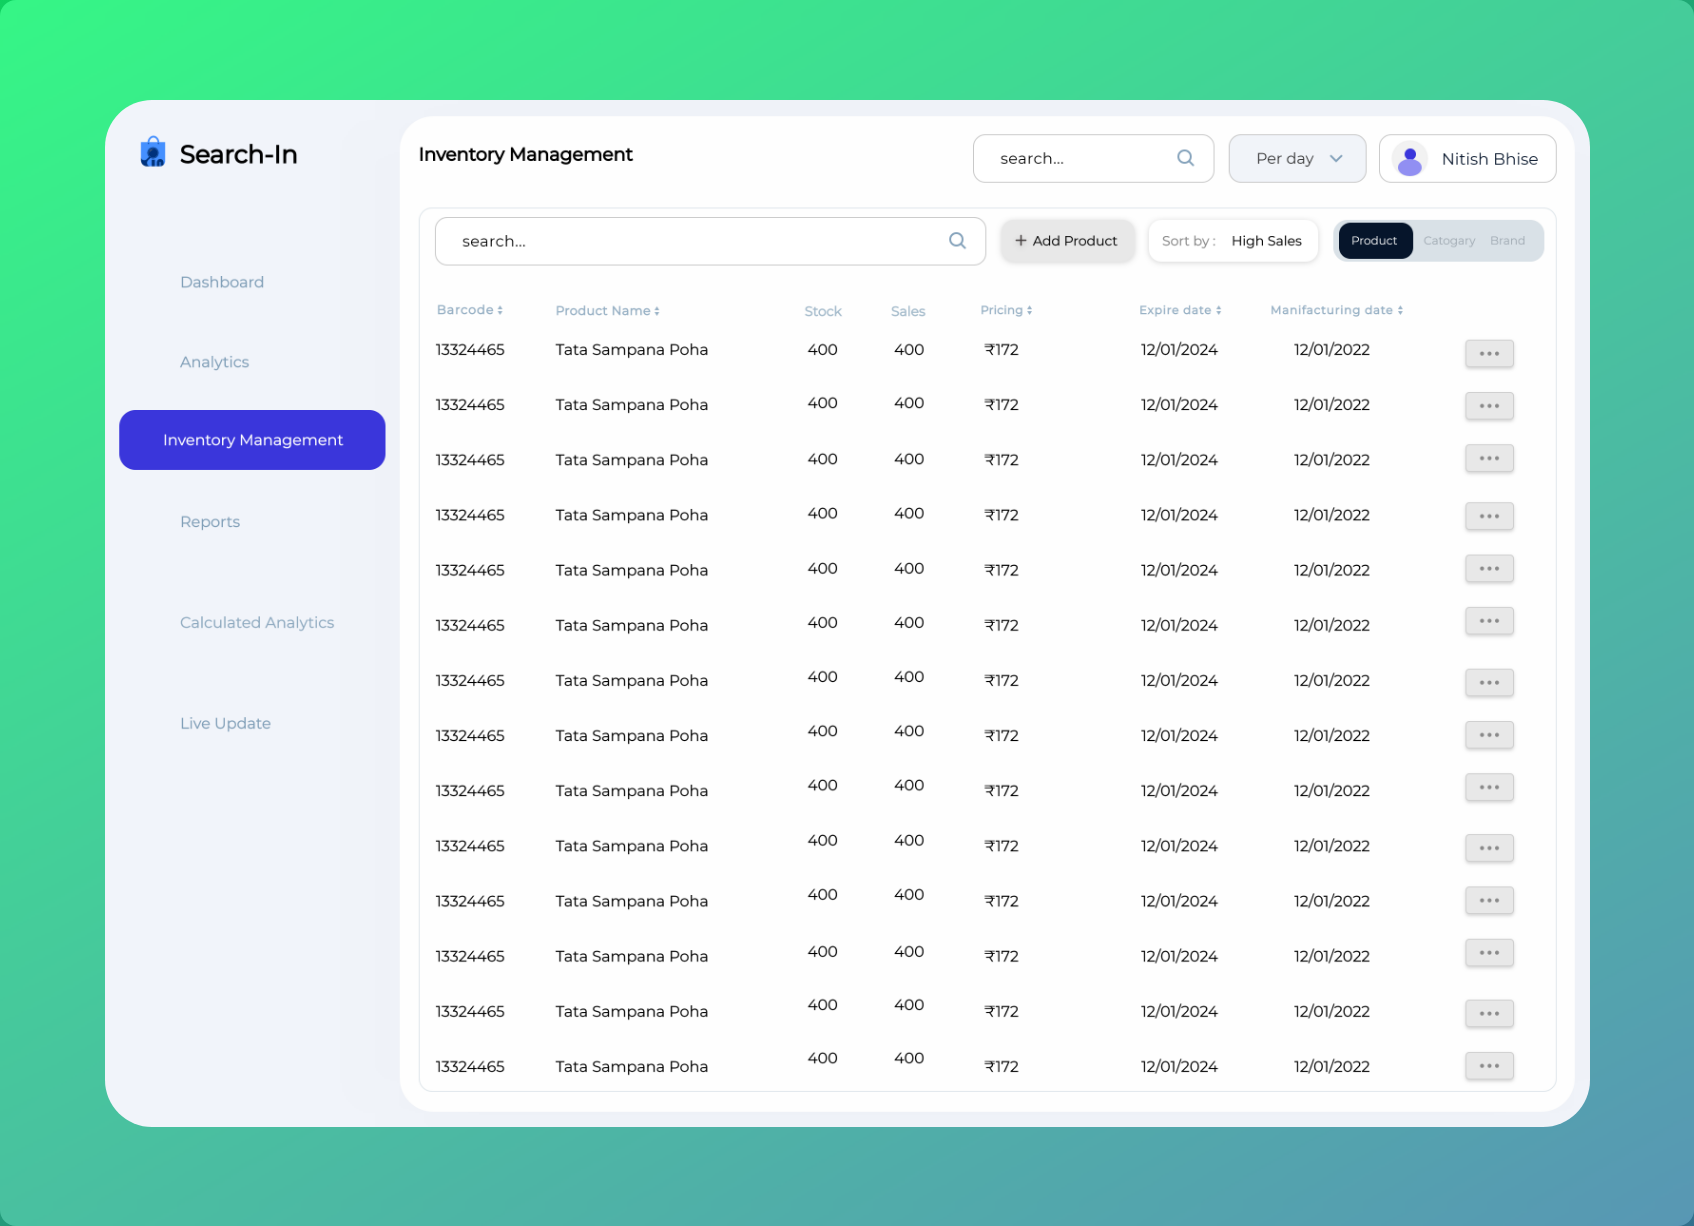 Search-In
Dashboard
Analytics
Inventory Management
Reports
Calculated Analytics
Live Update
Inventory Management
search...
Per day
Nitish Bhise
search...
+ Add Product
Sort by : High Sales
Product Catogary Brand
Barcode Product Name Stock Sales Pricing Expire date Manifacturing date
13324465 Tata Sampana Poha 400 400 ₹172 12/01/2024 12/01/2022
13324465 Tata Sampana Poha 400 400 ₹172 12/01/2024 12/01/2022
13324465 Tata Sampana Poha 400 400 ₹172 12/01/2024 12/01/2022
13324465 Tata Sampana Poha 400 400 ₹172 12/01/2024 12/01/2022
13324465 Tata Sampana Poha 400 400 ₹172 12/01/2024 12/01/2022
13324465 Tata Sampana Poha 400 400 ₹172 12/01/2024 12/01/2022
13324465 Tata Sampana Poha 400 400 ₹172 12/01/2024 12/01/2022
13324465 Tata Sampana Poha 400 400 ₹172 12/01/2024 12/01/2022
13324465 Tata Sampana Poha 400 400 ₹172 12/01/2024 12/01/2022
13324465 Tata Sampana Poha 400 400 ₹172 12/01/2024 12/01/2022
13324465 Tata Sampana Poha 400 400 ₹172 12/01/2024 12/01/2022
13324465 Tata Sampana Poha 400 400 ₹172 12/01/2024 12/01/2022
13324465 Tata Sampana Poha 400 400 ₹172 12/01/2024 12/01/2022
13324465 Tata Sampana Poha 400 400 ₹172 12/01/2024 12/01/2022